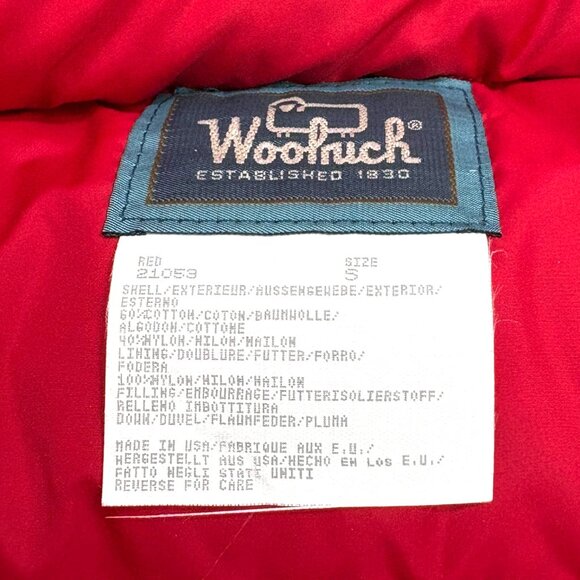 Woolrich®
ESTABLISHED 1830
RED SIZE
21053 S
SHELL/EXTERIEUR/AUSSENGEWEBE/EXTERIOR/
ESTERNO
60%COTTON/COTON/BAUMWOLLE/
ALGODON/COTTONE
40%NYLON/NILON/NAILON
LINING/DOUBLURE/FUTTER/FORRO/
FODERA
100%NYLON/NILON/NAILON
FILLING/EMBOURRAGE/FUTTERISOLIERSTOFF/
RELLENO IMBOTTITURA
DOWN/DUVEL/FLAUMFEDER/PLUMA
MADE IN USA/FABRIQUE AUX E.U./
HERGESTELLT AUS USA/HECHO EN LOS E.U./
FATTO NEGLI STATI UNITI
REVERSE FOR CARE